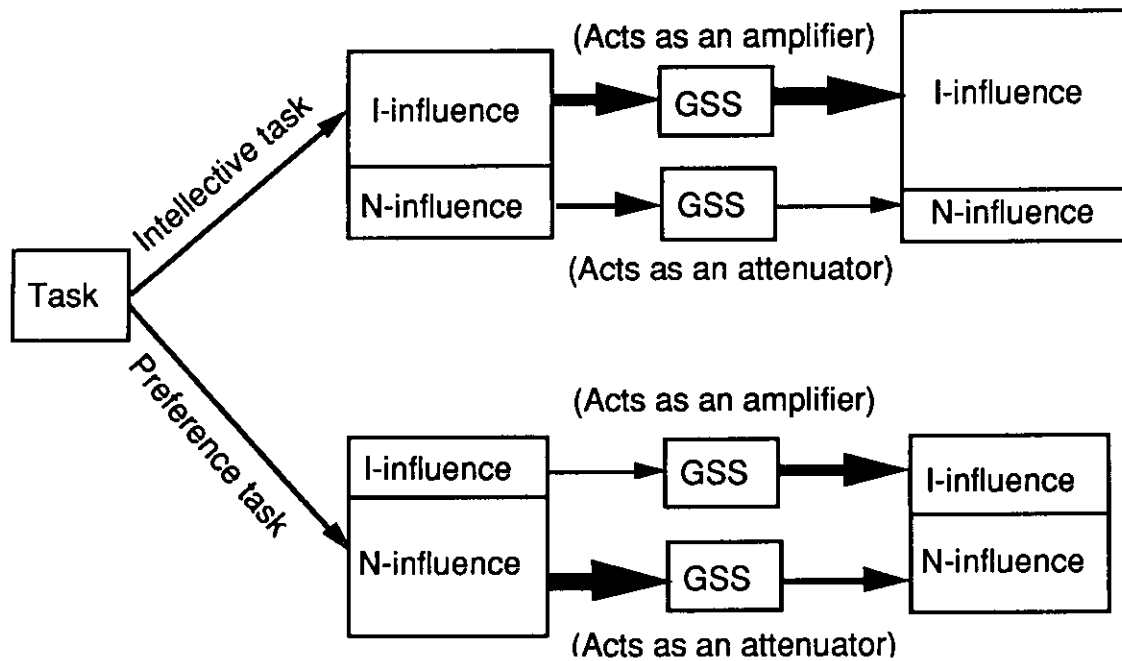 (Acts as an amplifier)
Intellective task
I-influence
GSS
I-influence
N-influence
GSS
N-influence
(Acts as an attenuator)
Task
Preference task
(Acts as an amplifier)
I-influence
GSS
I-influence
N-influence
GSS
N-influence
(Acts as an attenuator)